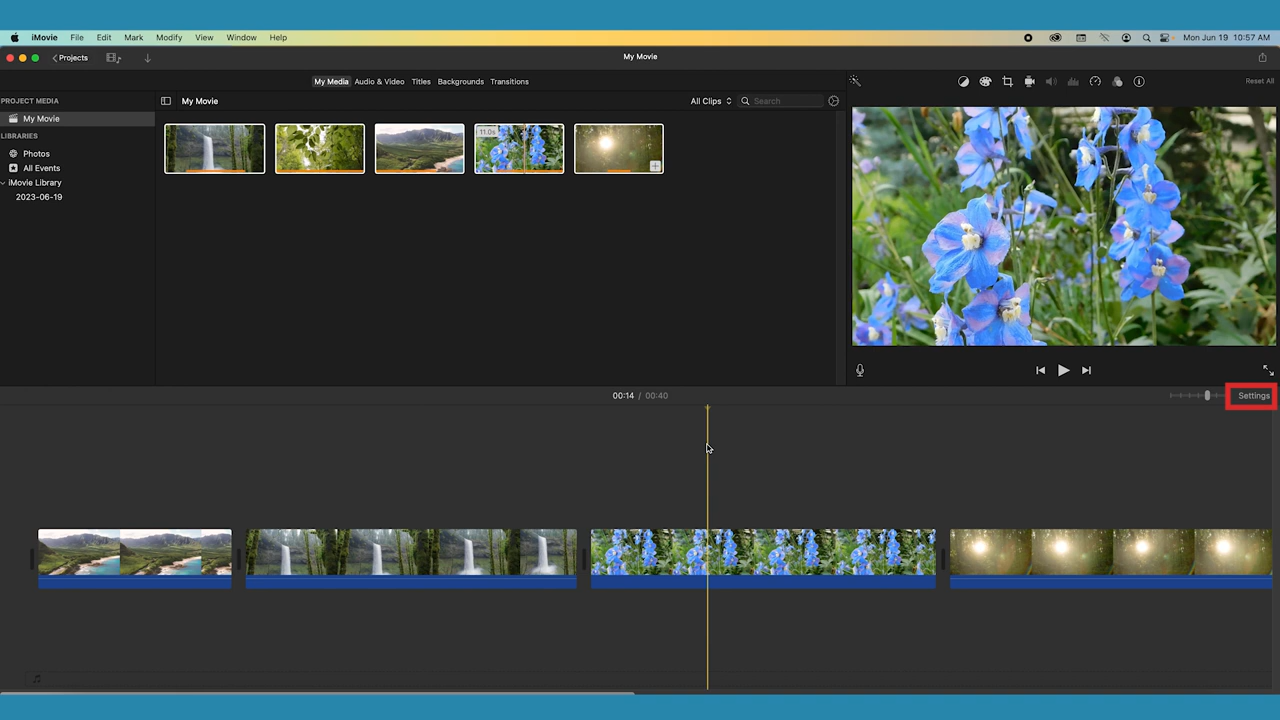 iMovie File Edit Mark Modify View Window Help Mon Jun 19 10:57 AM
Projects My Movie
My Media Audio & Video Titles Backgrounds Transitions Reset All
PROJECT MEDIA My Movie All Clips Search
My Movie
LIBRARIES
Photos
All Events
iMovie Library
2023-06-19
11.0s
00:14 / 00:40 Settings